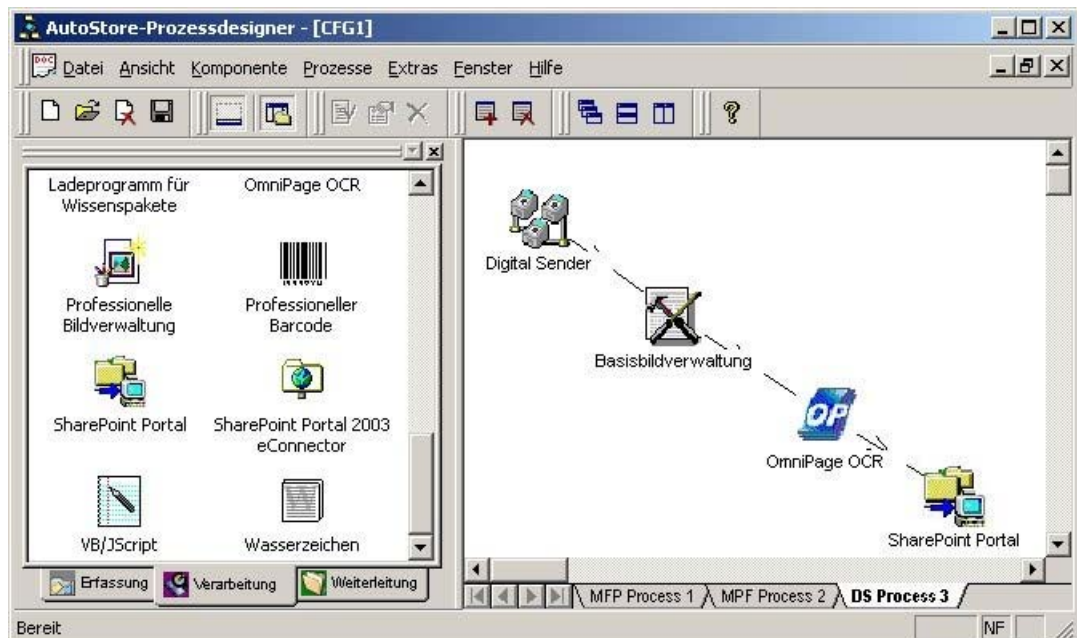 AutoStore-Prozessdesigner - [CFG1]
Datei Ansicht Komponente Prozesse Extras Fenster Hilfe
Ladeprogramm für
Wissenspakete
OmniPage OCR
Professionelle
Bildverwaltung
Professioneller
Barcode
SharePoint Portal
SharePoint Portal 2003
eConnector
VB/JScript
Wasserzeichen
Erfassung
Verarbeitung
Weiterleitung
Digital Sender
Basisbildverwaltung
OP
OmniPage OCR
SharePoint Portal
MFP Process 1
MPF Process 2
DS Process 3
Bereit
NF